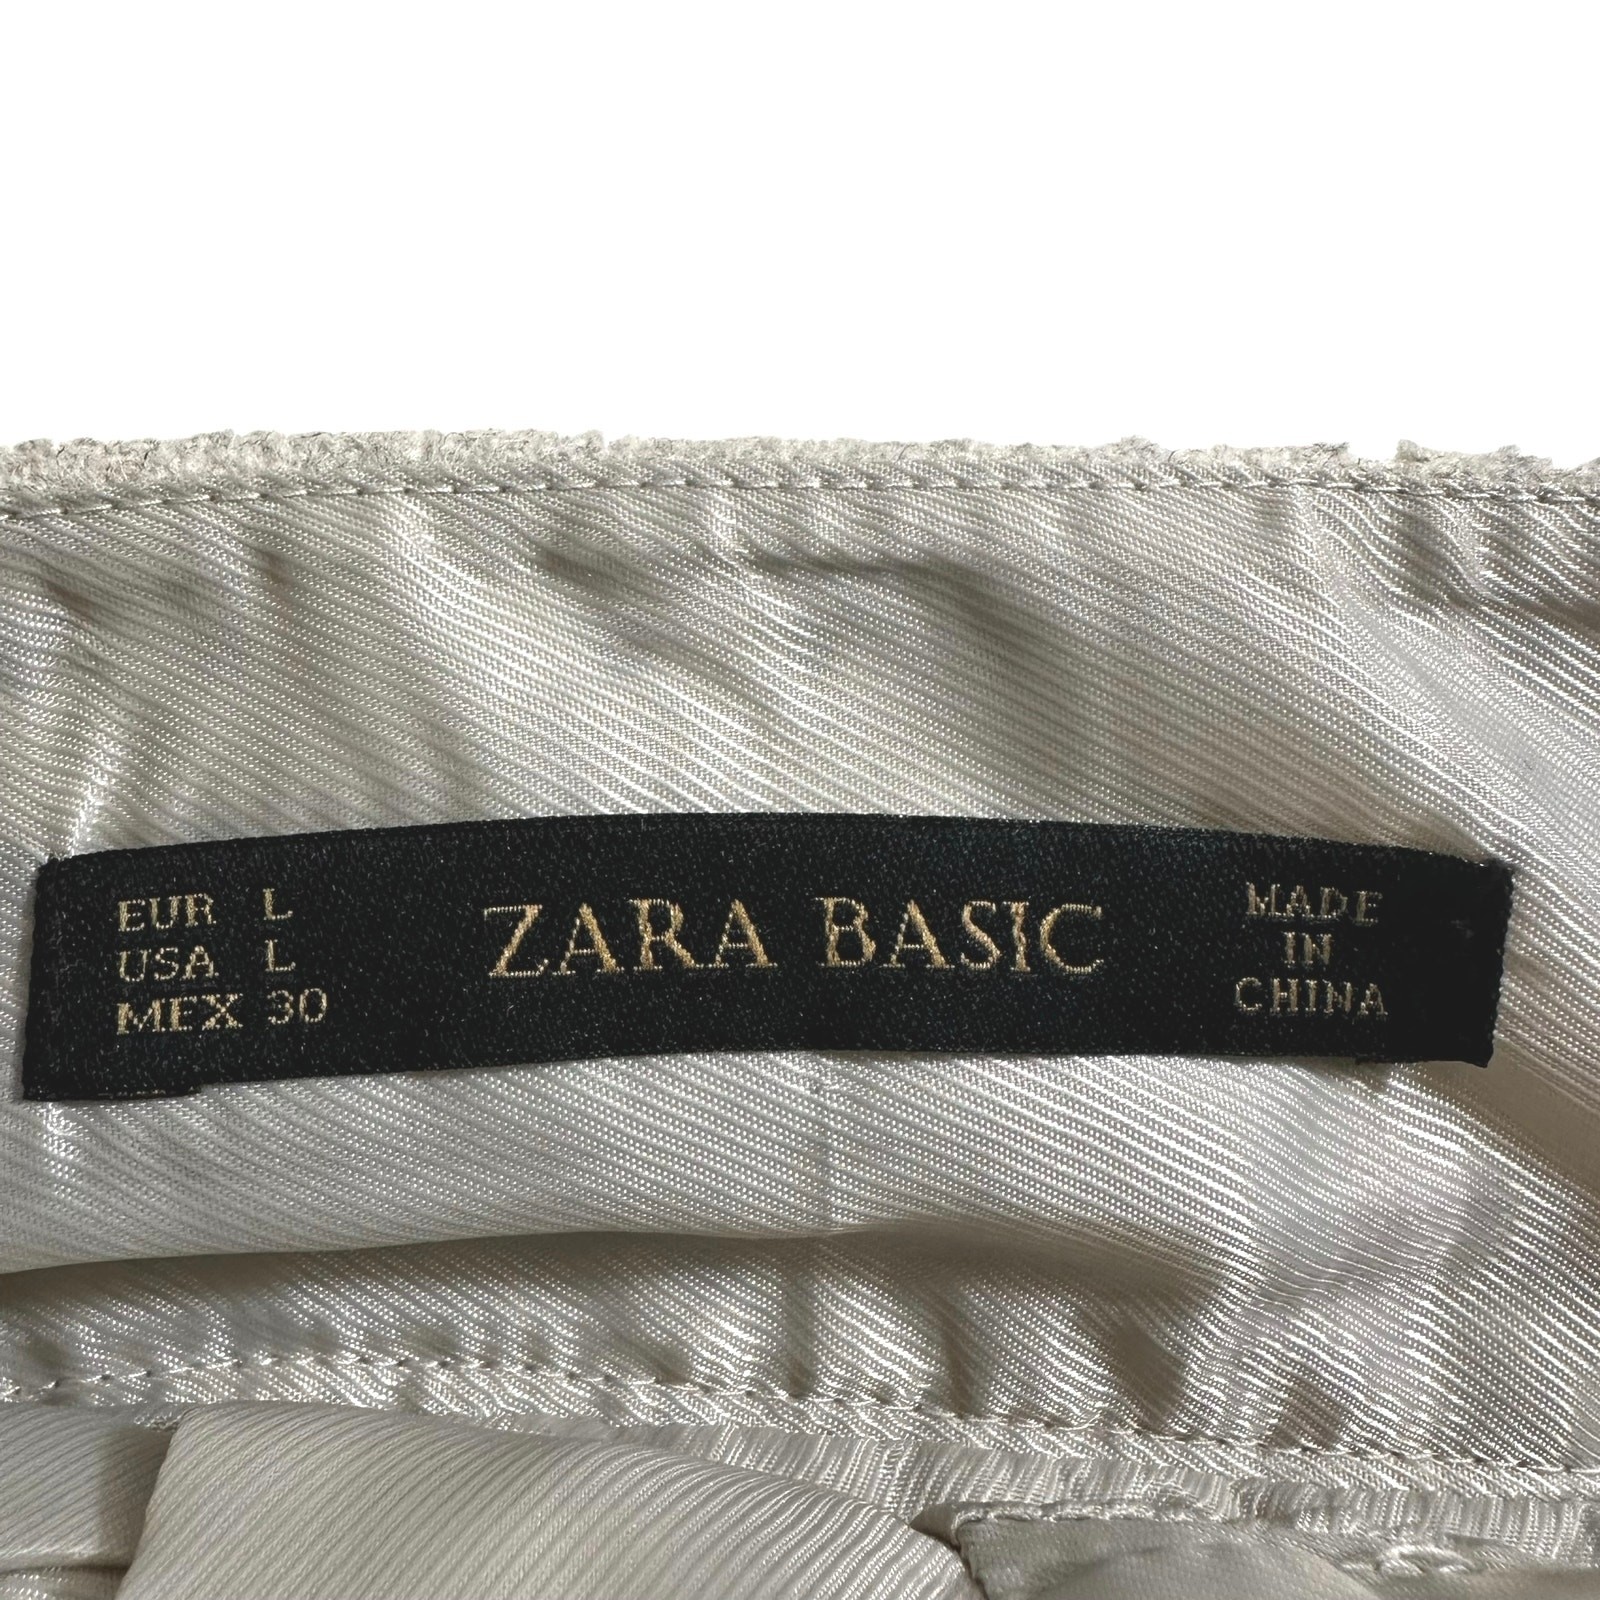 EUR L
USA L
MEX 30
ZARA BASIC
MADE
IN
CHINA